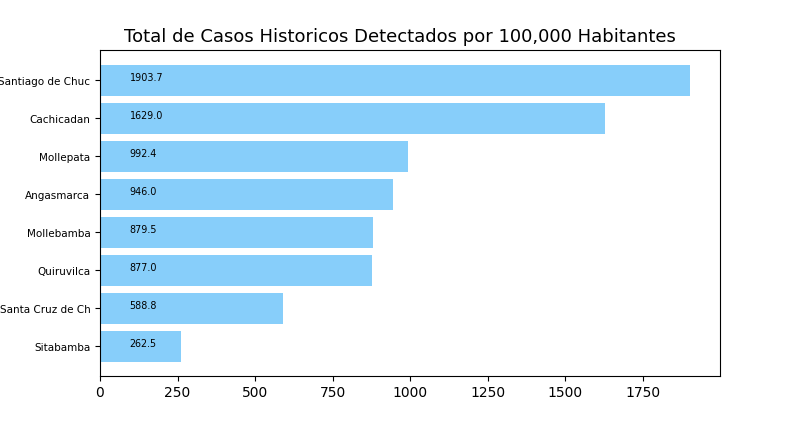 Total de Casos Historicos Detectados por 100,000 Habitantes
Santiago de Chuc 1903.7
Cachicadan 1629.0
Mollepata 992.4
Angasmarca 946.0
Mollebamba 879.5
Quiruvilca 877.0
Santa Cruz de Ch 588.8
Sitabamba 262.5
0 250 500 750 1000 1250 1500 1750